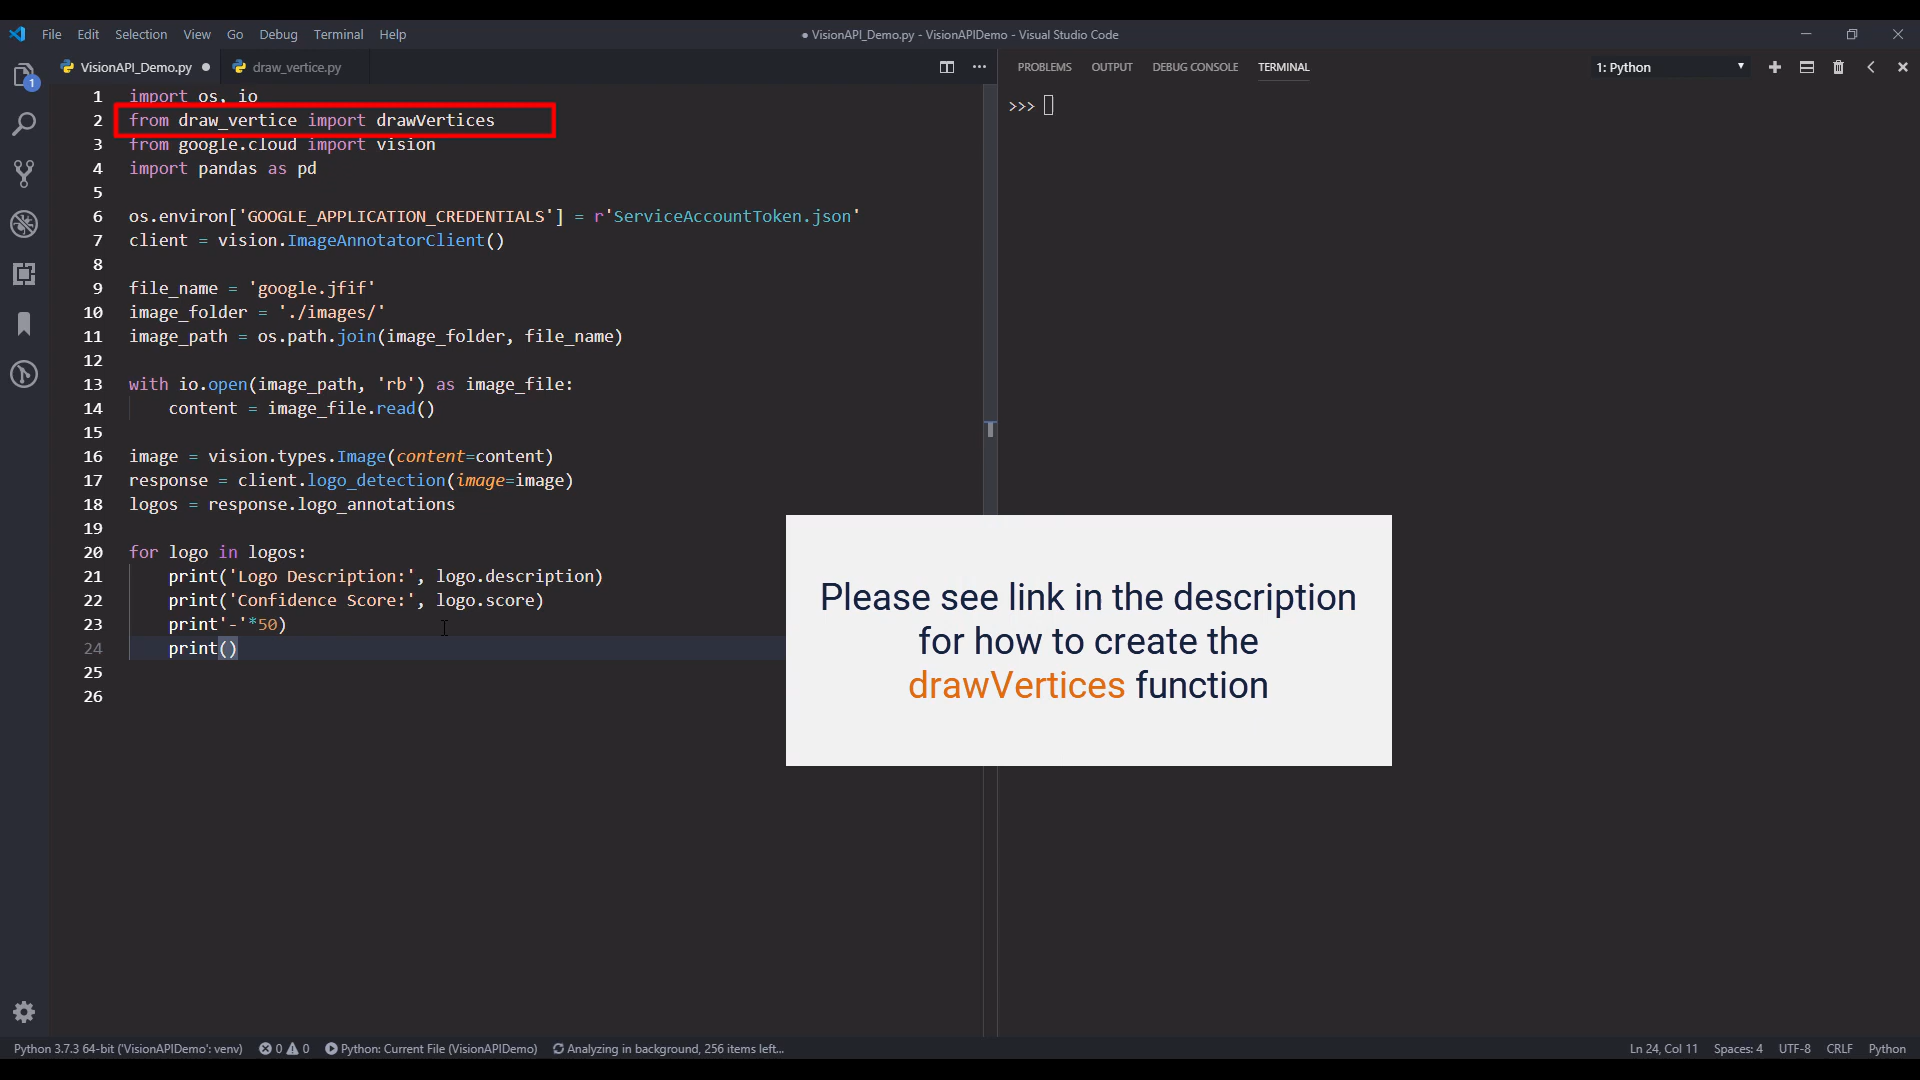 File Edit Selection View Go Debug Terminal Help
● VisionAPI_Demo.py - VisionAPIDemo - Visual Studio Code
1
VisionAPI_Demo.py ●
draw_vertice.py
PROBLEMS OUTPUT DEBUG CONSOLE TERMINAL
1: Python
>>>
1 import os, io
2 from draw_vertice import drawVertices
3 from google.cloud import vision
4 import pandas as pd
5
6 os.environ['GOOGLE_APPLICATION_CREDENTIALS'] = r'ServiceAccountToken.json'
7 client = vision.ImageAnnotatorClient()
8
9 file_name = 'google.jfif'
10 image_folder = './images/'
11 image_path = os.path.join(image_folder, file_name)
12
13 with io.open(image_path, 'rb') as image_file:
14 content = image_file.read()
15
16 image = vision.types.Image(content=content)
17 response = client.logo_detection(image=image)
18 logos = response.logo_annotations
19
20 for logo in logos:
21 print('Logo Description:', logo.description)
22 print('Confidence Score:', logo.score)
23 print'-'*50)
24 print()
25
26
Please see link in the description
for how to create the
drawVertices function
Python 3.7.3 64-bit ('VisionAPIDemo': venv) 0 0 Python: Current File (VisionAPIDemo) Analyzing in background, 256 items left...
Ln 24, Col 11 Spaces: 4 UTF-8 CRLF Python